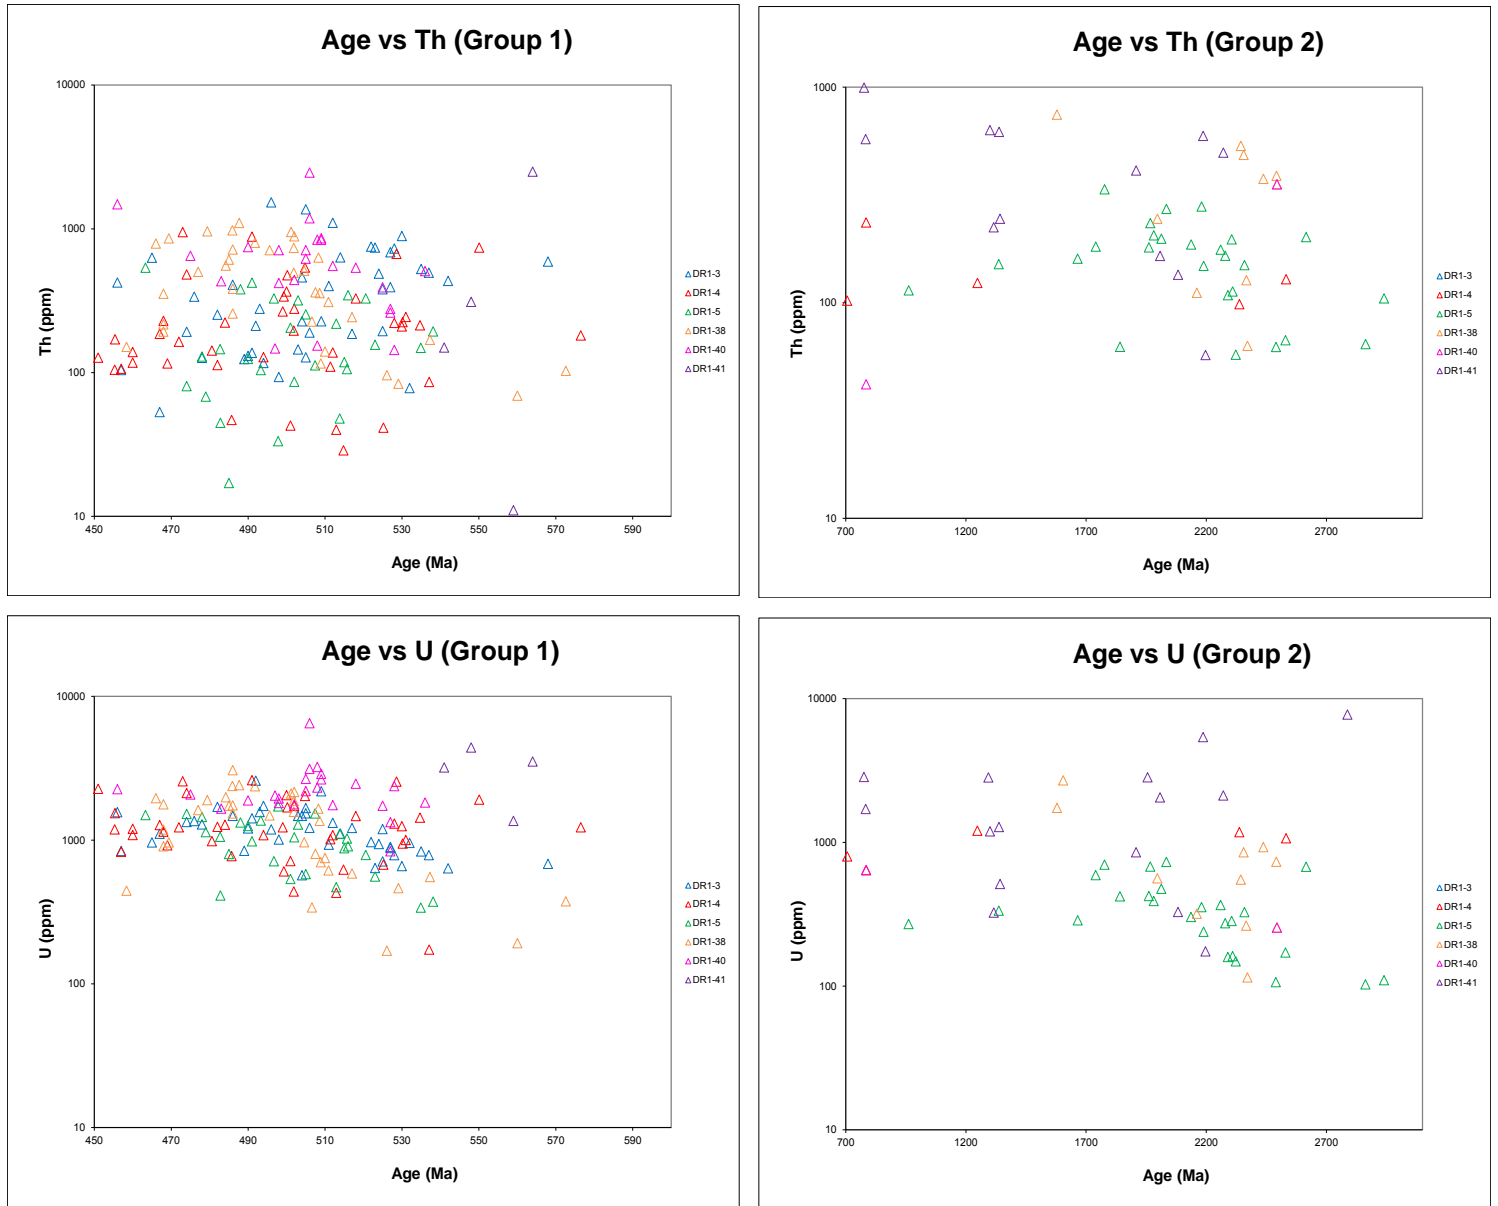 Age vs Th (Group 1)
10000
1000
100
10
450 470 490 510 530 550 570 590
Th (ppm)
Age (Ma)
DR1-3
DR1-4
DR1-5
DR1-38
DR1-40
DR1-41
Age vs Th (Group 2)
1000
100
10
700 1200 1700 2200 2700
Th (ppm)
Age (Ma)
DR1-3
DR1-4
DR1-5
DR1-38
DR1-40
DR1-41
Age vs U (Group 1)
10000
1000
100
10
450 470 490 510 530 550 570 590
U (ppm)
Age (Ma)
DR1-3
DR1-4
DR1-5
DR1-38
DR1-40
DR1-41
Age vs U (Group 2)
10000
1000
100
10
700 1200 1700 2200 2700
U (ppm)
Age (Ma)
DR1-3
DR1-4
DR1-5
DR1-38
DR1-40
DR1-41